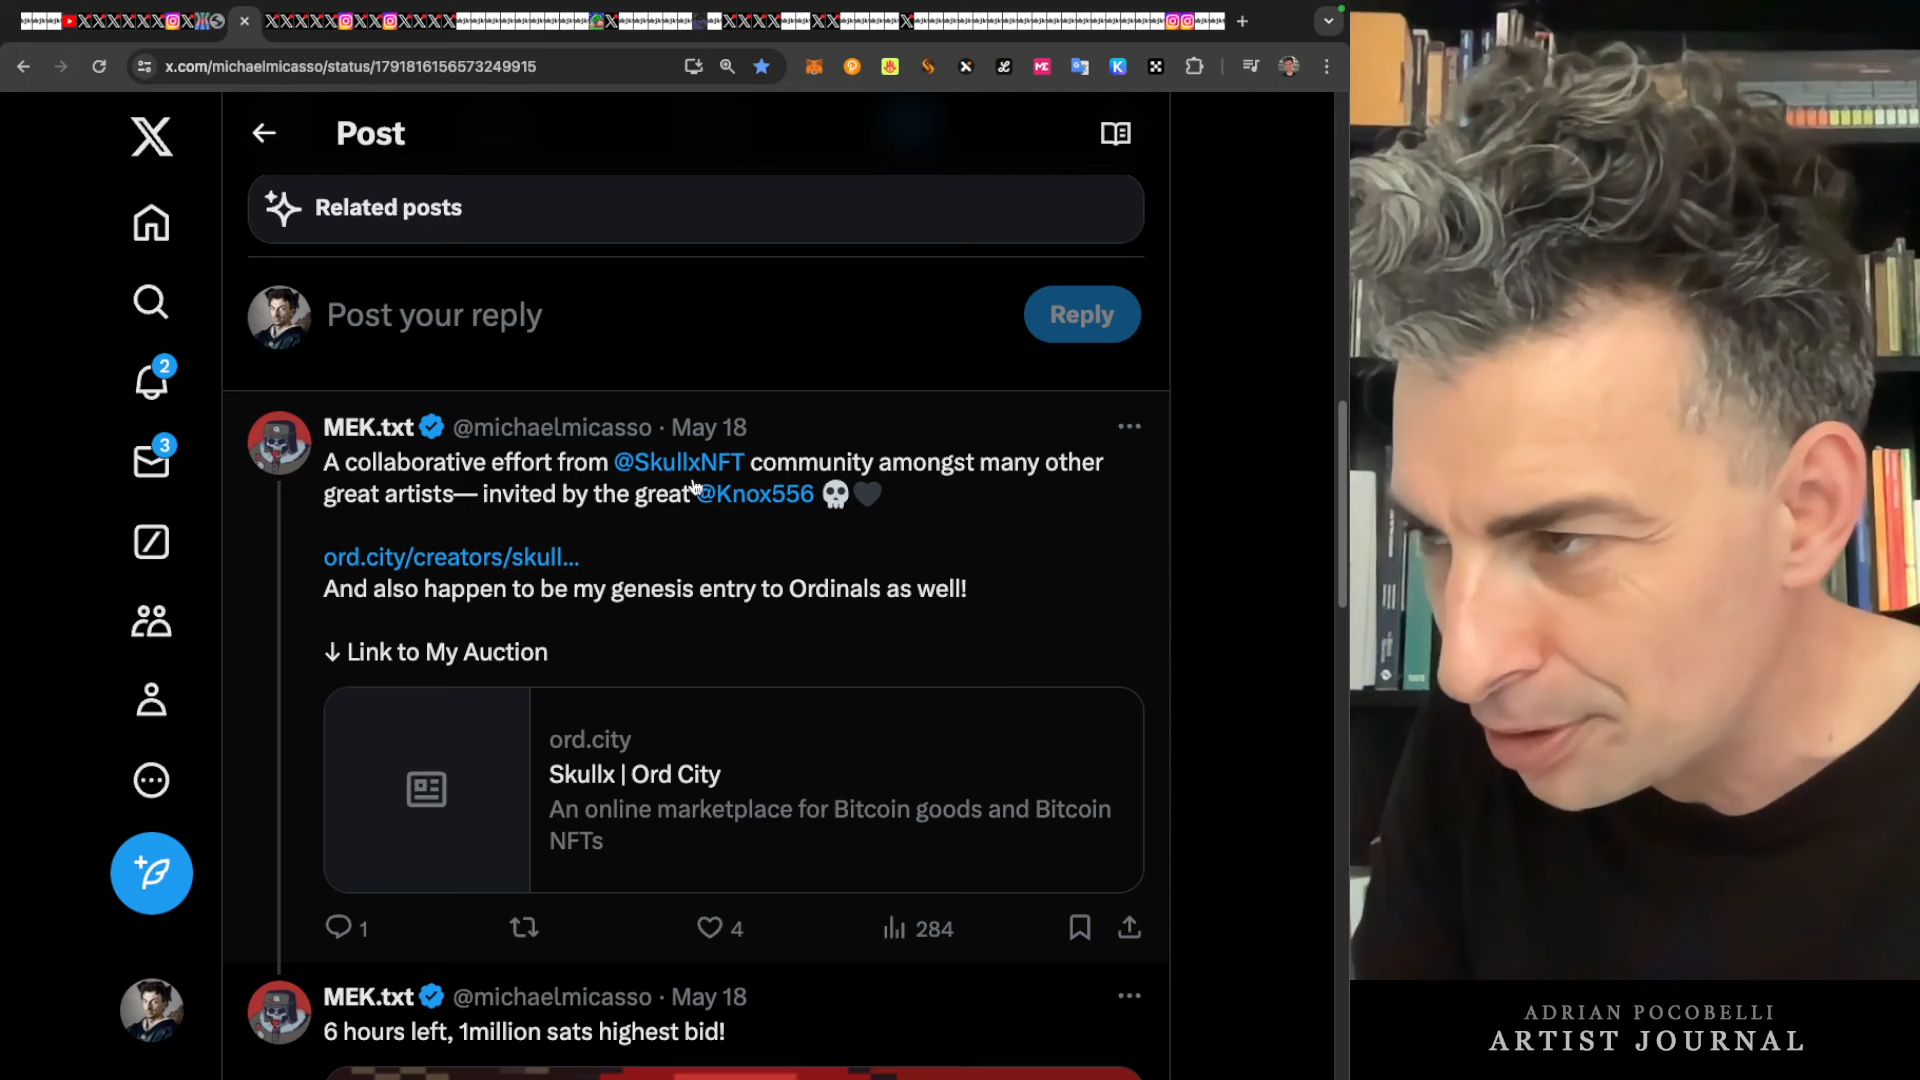 x.com/michaelmicasso/status/1791816156573249915
Post
Related posts
Post your reply
Reply
2
3
MEK.txt @michaelmicasso · May 18
A collaborative effort from @SkullxNFT community amongst many other
great artists— invited by the great @Knox556 💀🖤
ord.city/creators/skull...
And also happen to be my genesis entry to Ordinals as well!
↓ Link to My Auction
ord.city
Skullx | Ord City
An online marketplace for Bitcoin goods and Bitcoin
NFTs
1
4
284
MEK.txt @michaelmicasso · May 18
6 hours left, 1million sats highest bid!
ADRIAN POCOBELLI
ARTIST JOURNAL